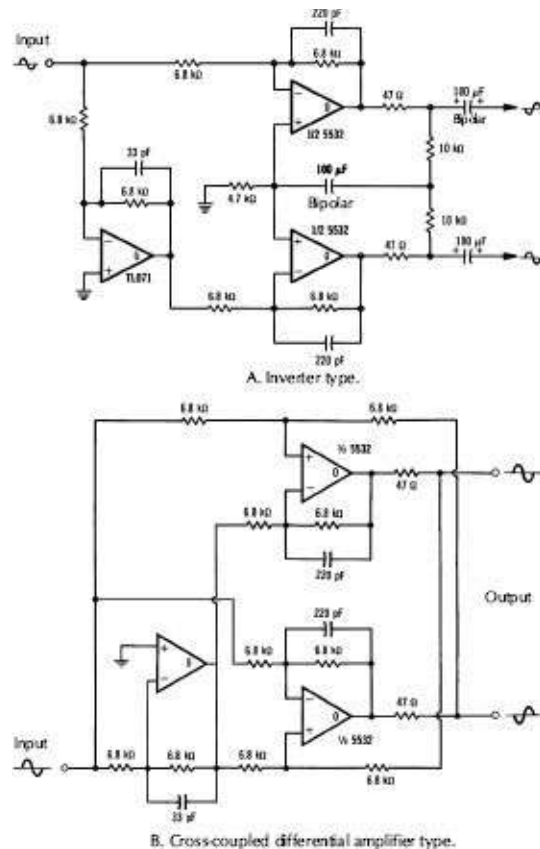 220 pF
Input
6.8 kΩ
6.8 kΩ
47 Ω
100 µF
Bipolar
6.8 kΩ
1/2 5532
33 pF
10 kΩ
6.8 kΩ
100 µF
4.7 kΩ
Bipolar
1/2 5532
10 kΩ
TL071
47 Ω
100 µF
6.8 kΩ
6.8 kΩ
220 pF
A. Inverter type.
6.8 kΩ
6.8 kΩ
½ 5532
47 Ω
6.8 kΩ
6.8 kΩ
220 pF
220 pF
Output
6.8 kΩ
6.8 kΩ
47 Ω
Input
6.8 kΩ
6.8 kΩ
6.8 kΩ
½ 5532
6.8 kΩ
33 pF
B. Cross-coupled differential amplifier type.